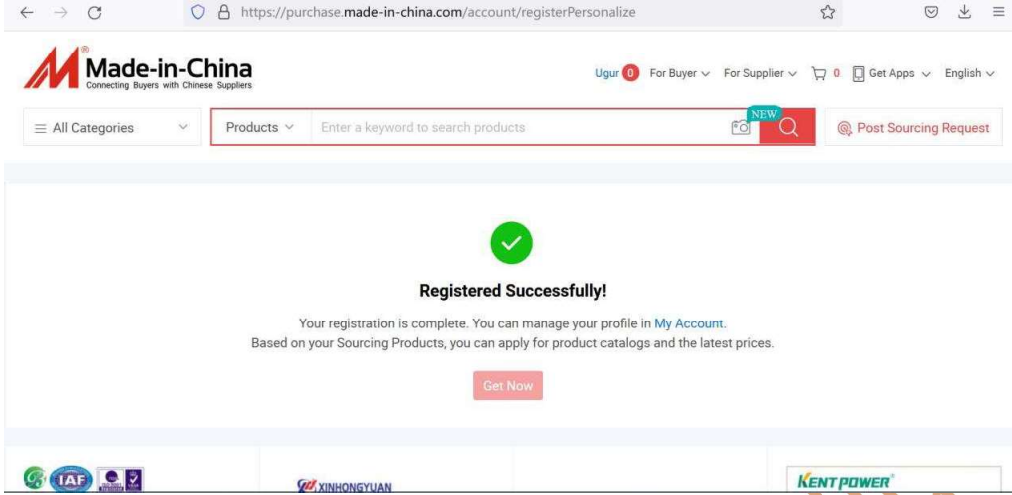 https://purchase.made-in-china.com/account/registerPersonalize
Made-in-China
Connecting Buyers with Chinese Suppliers
Ugur 0 For Buyer For Supplier 0 Get Apps English
All Categories Products Enter a keyword to search products NEW Post Sourcing Request
Registered Successfully!
Your registration is complete. You can manage your profile in My Account.
Based on your Sourcing Products, you can apply for product catalogs and the latest prices.
Get Now
IAF
XINHONGYUAN
KENTPOWER